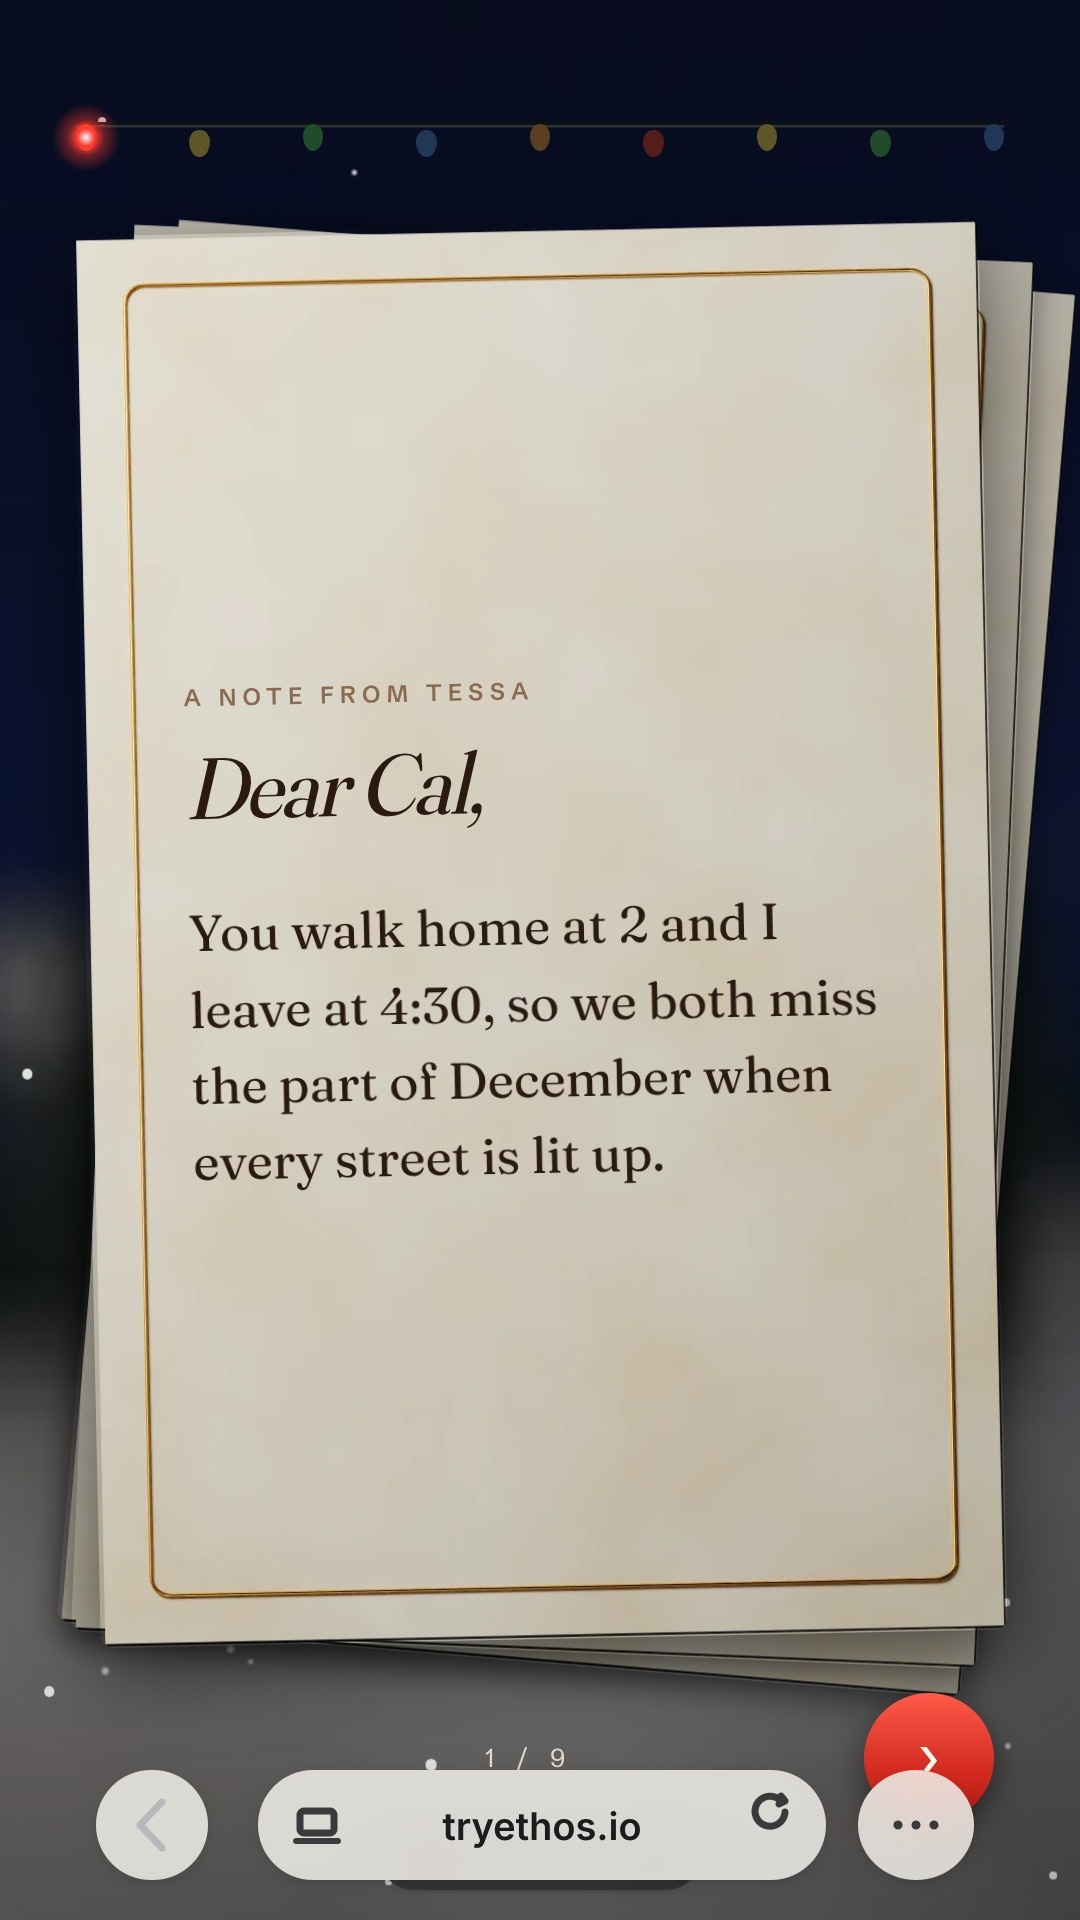 A NOTE FROM TESSA
Dear Cal,
You walk home at 2 and I
leave at 4:30, so we both miss
the part of December when
every street is lit up.
1 / 9
tryethos.io